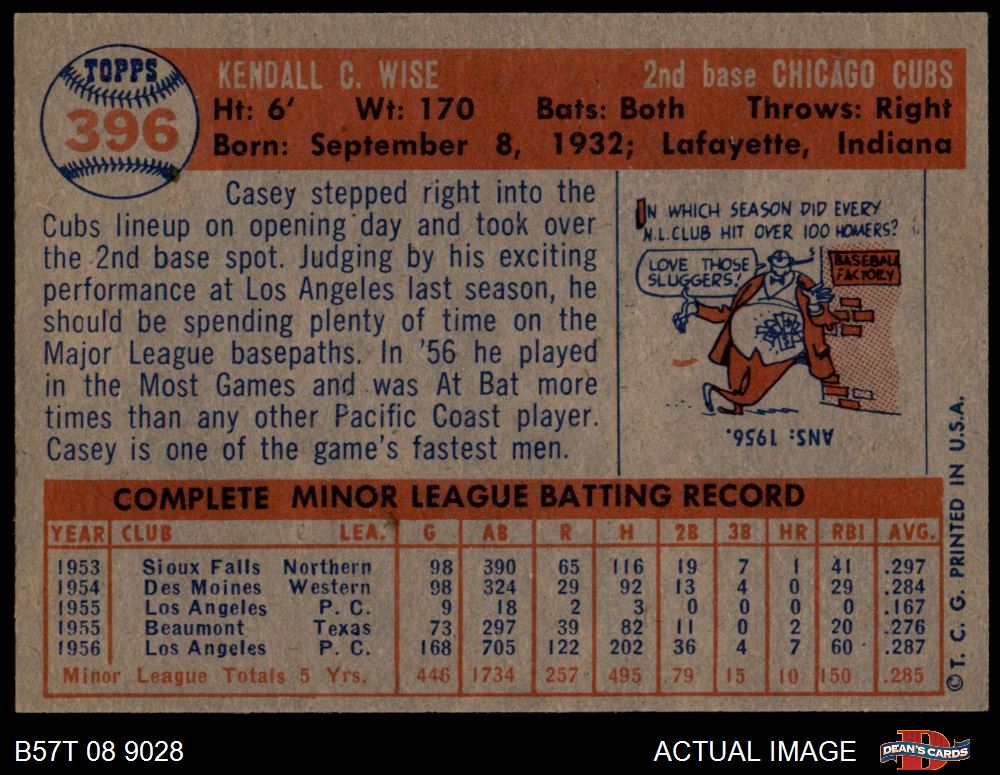 TOPPS
396
KENDALL C. WISE 2nd base CHICAGO CUBS
Ht: 6' Wt: 170 Bats: Both Throws: Right
Born: September 8, 1932; Lafayette, Indiana
Casey stepped right into the
Cubs lineup on opening day and took over
the 2nd base spot. Judging by his exciting
performance at Los Angeles last season, he
should be spending plenty of time on the
Major League basepaths. In '56 he played
in the Most Games and was At Bat more
times than any other Pacific Coast player.
Casey is one of the game's fastest men.
IN WHICH SEASON DID EVERY
N.L. CLUB HIT OVER 100 HOMERS?
LOVE THOSE
SLUGGERS!
BASEBALL
FACTORY
ANS: 1956.
COMPLETE MINOR LEAGUE BATTING RECORD
YEAR CLUB LEA. G AB R H 2B 3B HR RBI AVG.
1953 Sioux Falls Northern 98 390 65 116 19 7 1 41 .297
1954 Des Moines Western 98 324 29 92 13 4 0 29 .284
1955 Los Angeles P. C. 9 18 2 3 0 0 0 0 .167
1955 Beaumont Texas 73 297 39 82 11 0 2 20 .276
1956 Los Angeles P. C. 168 705 122 202 36 4 7 60 .287
Minor League Totals 5 Yrs. 446 1734 257 495 79 15 10 150 .285
© T. C. G. PRINTED IN U.S.A.
B57T 08 9028 ACTUAL IMAGE
DEAN'S CARDS